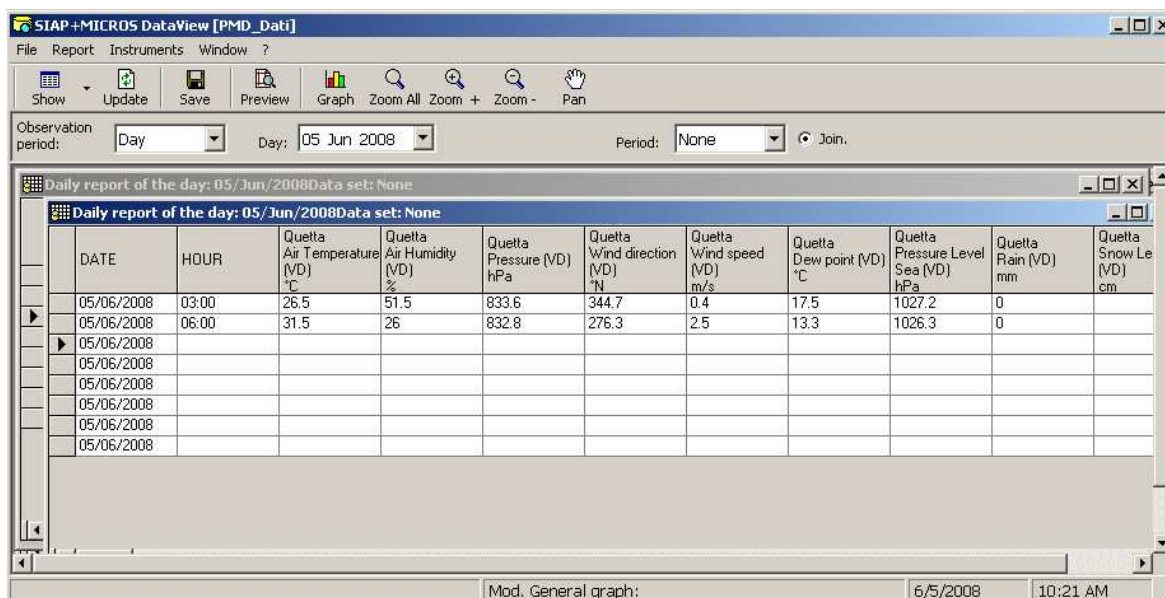 SIAP+MICROS DataView [PMD_Dati]
File Report Instruments Window ?
Show Update Save Preview Graph Zoom All Zoom + Zoom - Pan
Observation period: Day Day: 05 Jun 2008 Period: None Join.
Daily report of the day: 05/Jun/2008Data set: None
Daily report of the day: 05/Jun/2008Data set: None
DATE HOUR Quetta Air Temperature (VD) °C Quetta Air Humidity (VD) % Quetta Pressure (VD) hPa Quetta Wind direction (VD) °N Quetta Wind speed (VD) m/s Quetta Dew point (VD) °C Quetta Pressure Level Sea (VD) hPa Quetta Rain (VD) mm Quetta Snow Le (VD) cm
05/06/2008 03:00 26.5 51.5 833.6 344.7 0.4 17.5 1027.2 0
05/06/2008 06:00 31.5 26 832.8 276.3 2.5 13.3 1026.3 0
05/06/2008
05/06/2008
05/06/2008
05/06/2008
05/06/2008
05/06/2008
Mod. General graph: 6/5/2008 10:21 AM